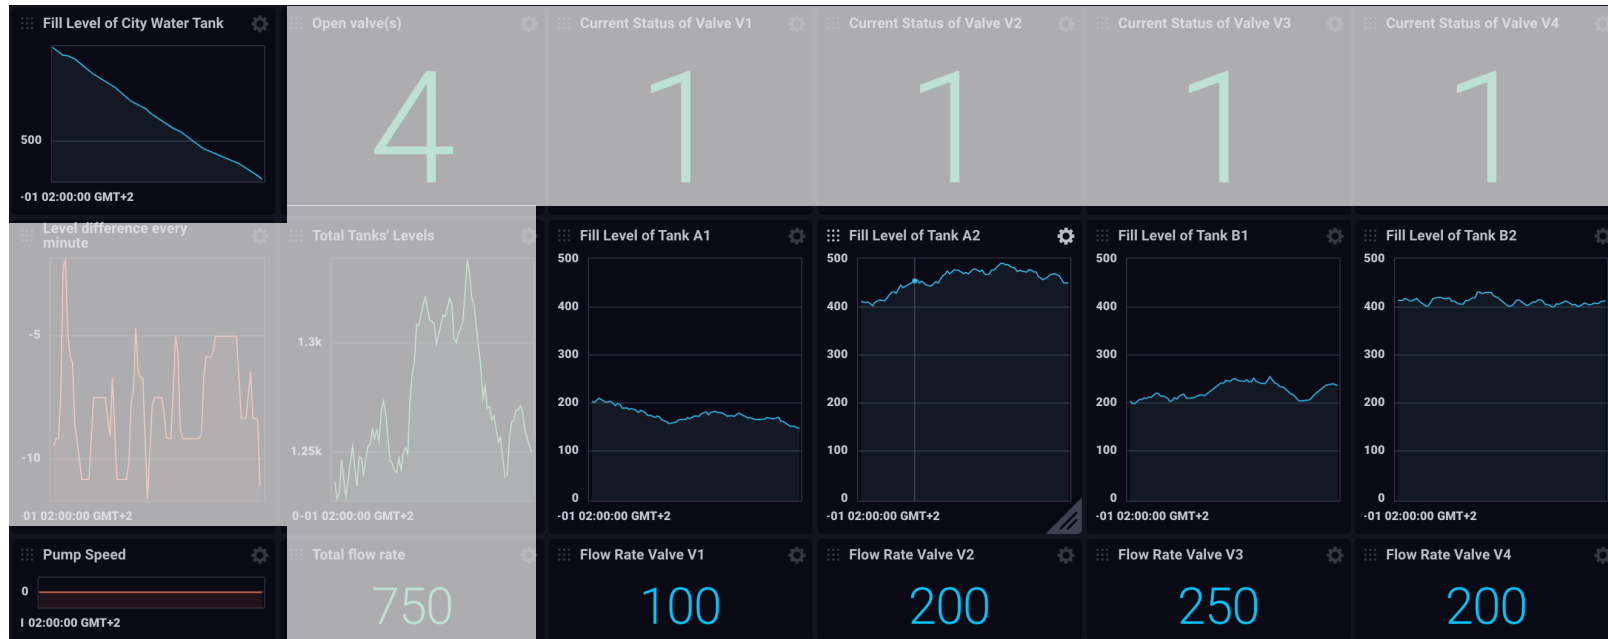 Fill Level of City Water Tank
500
-01 02:00:00 GMT+2
Open valve(s)
4
Current Status of Valve V1
1
Current Status of Valve V2
1
Current Status of Valve V3
1
Current Status of Valve V4
1
Level difference every
minute
-5
-10
-01 02:00:00 GMT+2
Total Tanks' Levels
1.3k
1.25k
0-01 02:00:00 GMT+2
Fill Level of Tank A1
500
400
300
200
100
0
-01 02:00:00 GMT+2
Fill Level of Tank A2
500
400
300
200
100
0
-01 02:00:00 GMT+2
Fill Level of Tank B1
500
400
300
200
100
0
-01 02:00:00 GMT+2
Fill Level of Tank B2
500
400
300
200
100
0
-01 02:00:00 GMT+2
Pump Speed
0
02:00:00 GMT+2
Total flow rate
750
Flow Rate Valve V1
100
Flow Rate Valve V2
200
Flow Rate Valve V3
250
Flow Rate Valve V4
200